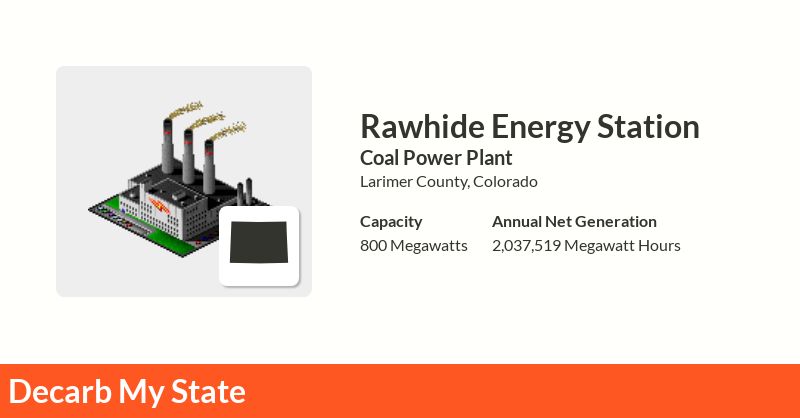 Rawhide Energy Station
Coal Power Plant
Larimer County, Colorado
Capacity
800 Megawatts
Annual Net Generation
2,037,519 Megawatt Hours
Decarb My State